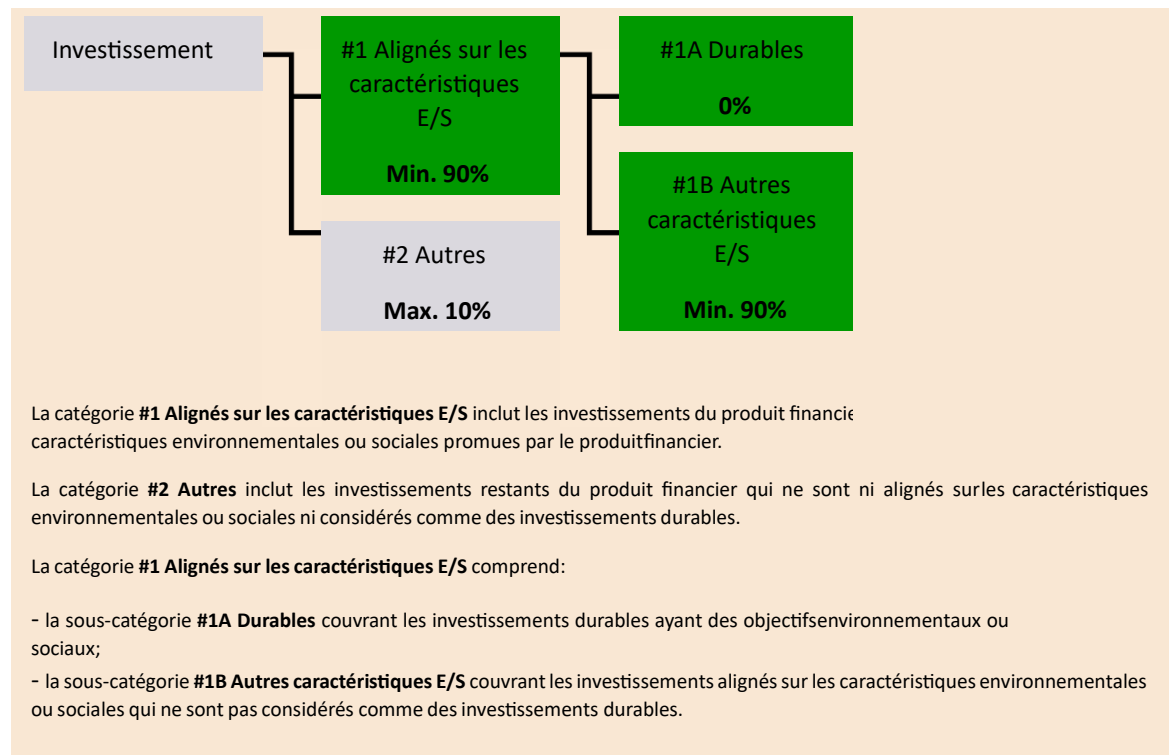 Investissement
#1 Alignés sur les
caractéristiques
E/S
Min. 90%
#2 Autres
Max. 10%
#1A Durables
0%
#1B Autres
caractéristiques
E/S
Min. 90%
La catégorie #1 Alignés sur les caractéristiques E/S inclut les investissements du produit financie
caractéristiques environnementales ou sociales promues par le produitfinancier.
La catégorie #2 Autres inclut les investissements restants du produit financier qui ne sont ni alignés surles caractéristiques
environnementales ou sociales ni considérés comme des investissements durables.
La catégorie #1 Alignés sur les caractéristiques E/S comprend:
- la sous-catégorie #1A Durables couvrant les investissements durables ayant des objectifsenvironnementaux ou
sociaux;
- la sous-catégorie #1B Autres caractéristiques E/S couvrant les investissements alignés sur les caractéristiques environnementales
ou sociales qui ne sont pas considérés comme des investissements durables.